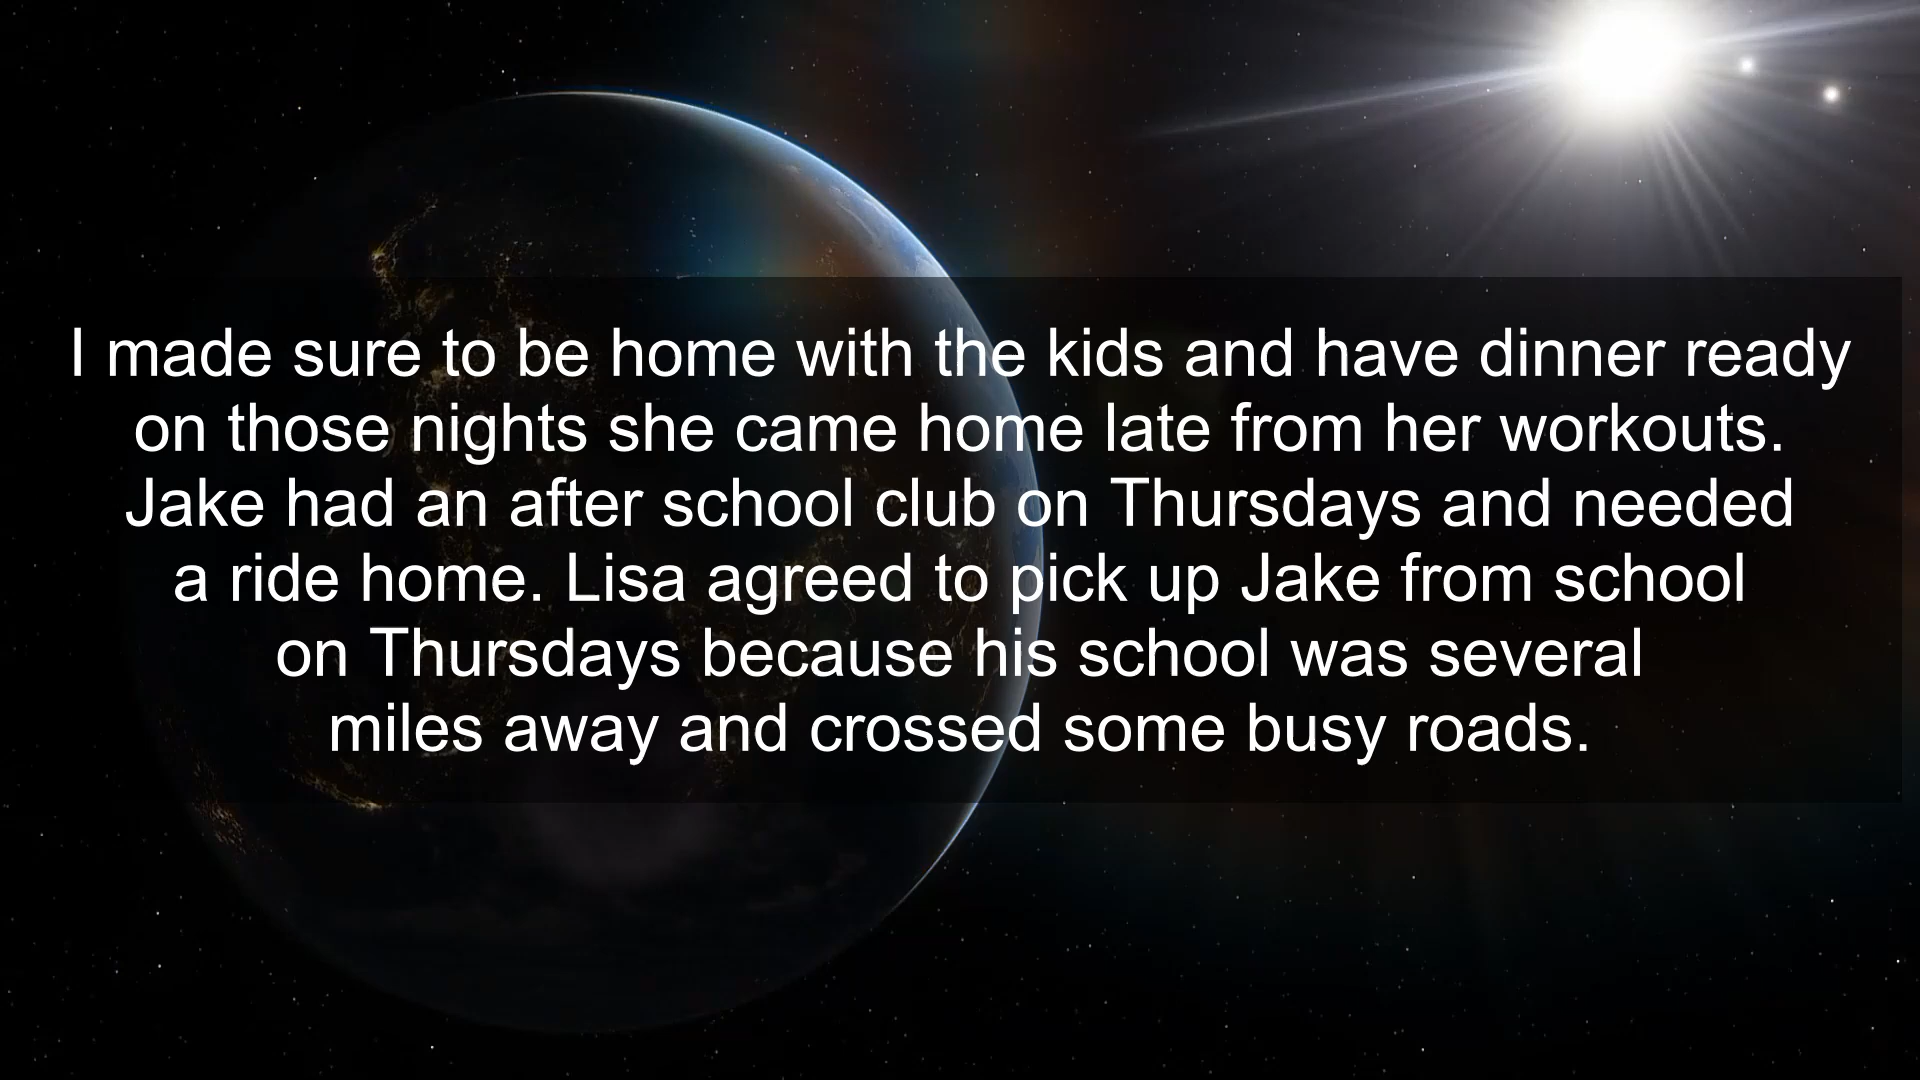 I made sure to be home with the kids and have dinner ready
on those nights she came home late from her workouts.
Jake had an after school club on Thursdays and needed
a ride home. Lisa agreed to pick up Jake from school
on Thursdays because his school was several
miles away and crossed some busy roads.